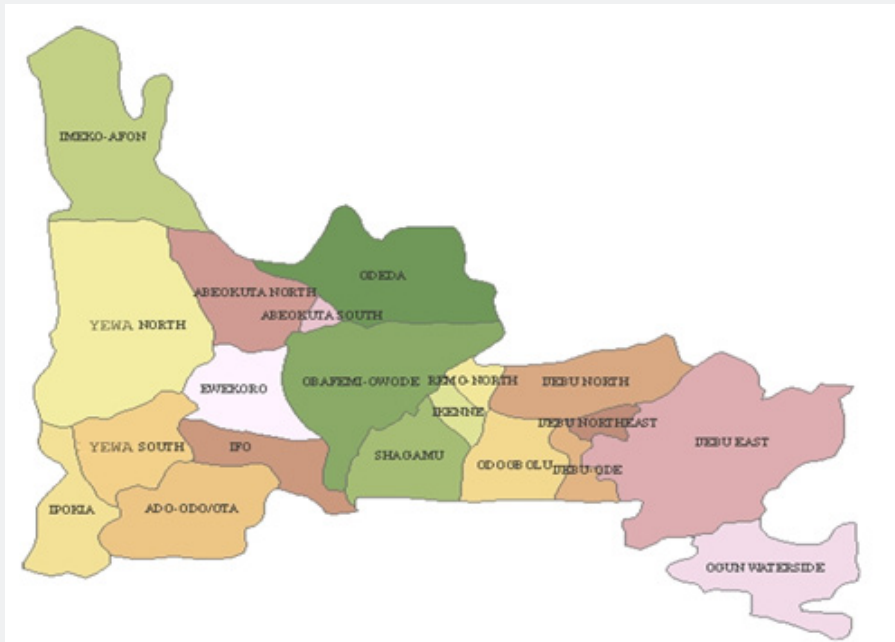 IMEKO-AFON
ODEDA
ABEOKUTA NORTH
ABEOKUTA SOUTH
YEWA NORTH
OBAFEMI-OWODE
REMO-NORTH
IJEBU NORTH
EWEKORO
IKENNE
IJEBU NORTHEAST
IJEBU EAST
YEWA SOUTH
IFO
SHAGAMU
ODOGBOLU
IJEBU-ODE
IPOKIA
ADO-ODO/OTA
OGUN WATERSIDE